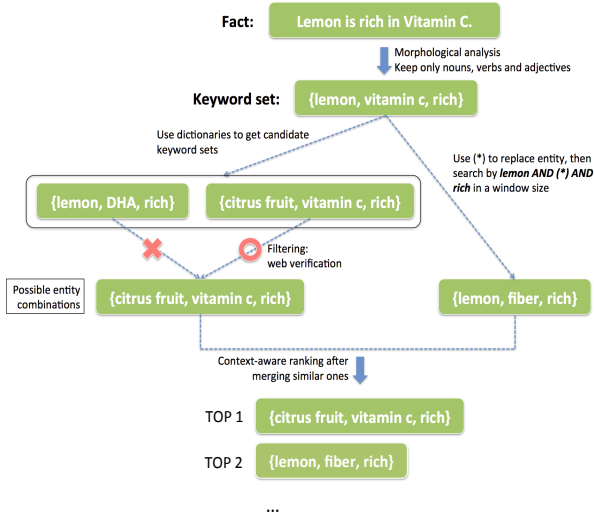 Fact:
Lemon is rich in Vitamin C.
Morphological analysis
Keep only nouns, verbs and adjectives
Keyword set:
{lemon, vitamin c, rich}
Use dictionaries to get candidate
keyword sets
Use (*) to replace entity, then
search by lemon AND (*) AND
rich in a window size
{lemon, DHA, rich}
{citrus fruit, vitamin c, rich}
Filtering:
web verification
Possible entity
combinations
{citrus fruit, vitamin c, rich}
{lemon, fiber, rich}
Context-aware ranking after
merging similar ones
TOP 1
{citrus fruit, vitamin c, rich}
TOP 2
{lemon, fiber, rich}
...